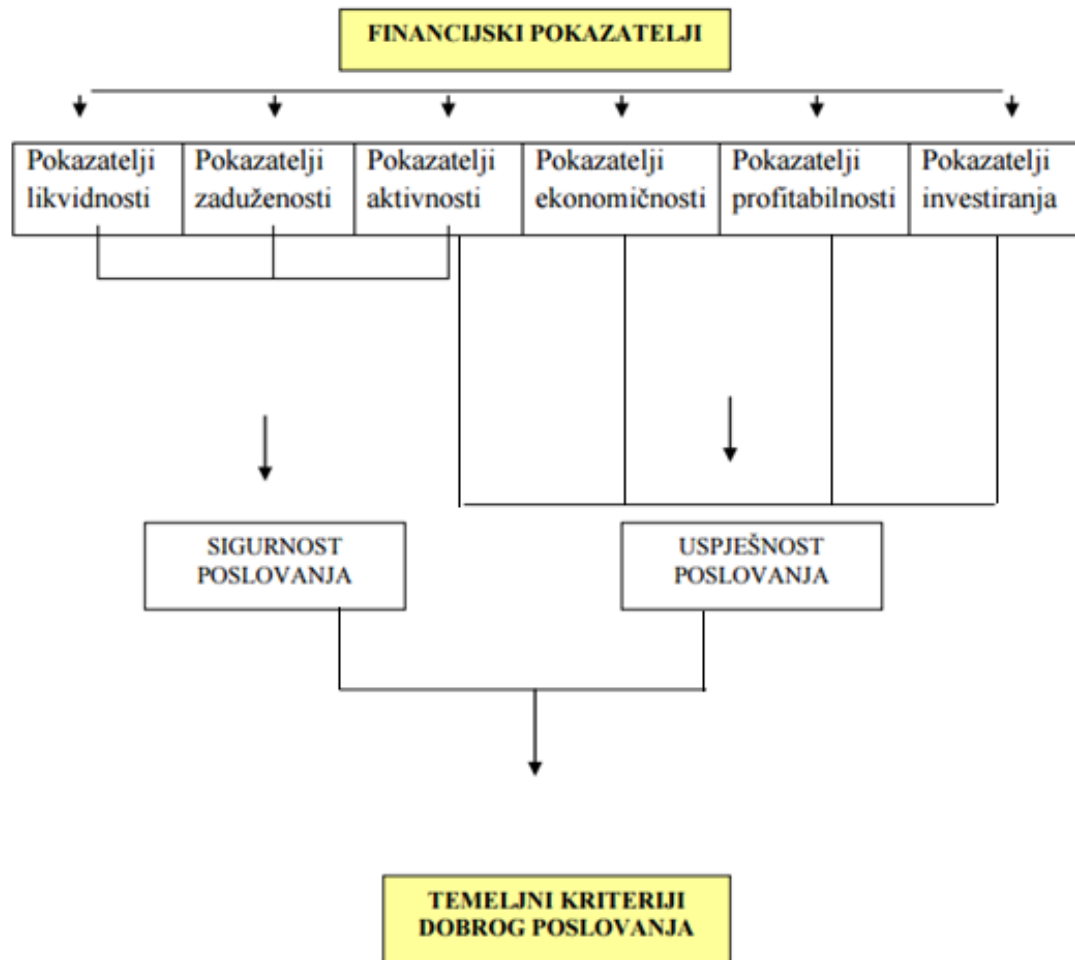 FINANCIJSKI POKAZATELJI
Pokazatelji
likvidnosti
Pokazatelji
zaduženosti
Pokazatelji
aktivnosti
Pokazatelji
ekonomičnosti
Pokazatelji
profitabilnosti
Pokazatelji
investiranja
SIGURNOST
POSLOVANJA
USPJEŠNOST
POSLOVANJA
TEMELJNI KRITERIJI
DOBROG POSLOVANJA